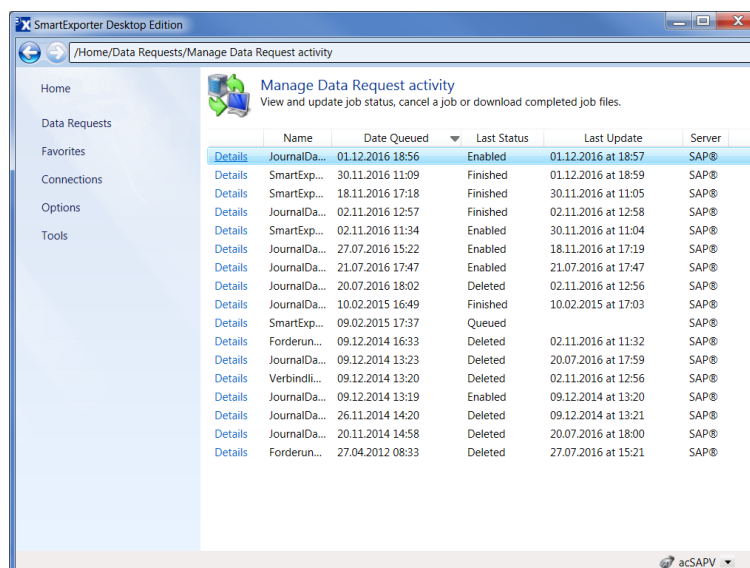 SmartExporter Desktop Edition
/Home/Data Requests/Manage Data Request activity
Home
Data Requests
Favorites
Connections
Options
Tools
Manage Data Request activity
View and update job status, cancel a job or download completed job files.
Name Date Queued Last Status Last Update Server
Details JournalDa... 01.12.2016 18:56 Enabled 01.12.2016 at 18:57 SAP®
Details SmartExp... 30.11.2016 11:09 Finished 01.12.2016 at 18:59 SAP®
Details SmartExp... 18.11.2016 17:18 Finished 30.11.2016 at 11:05 SAP®
Details JournalDa... 02.11.2016 12:57 Finished 02.11.2016 at 12:58 SAP®
Details SmartExp... 02.11.2016 11:34 Enabled 30.11.2016 at 11:04 SAP®
Details JournalDa... 27.07.2016 15:22 Enabled 18.11.2016 at 17:19 SAP®
Details JournalDa... 21.07.2016 17:47 Enabled 21.07.2016 at 17:47 SAP®
Details JournalDa... 20.07.2016 18:02 Deleted 02.11.2016 at 12:56 SAP®
Details JournalDa... 10.02.2015 16:49 Finished 10.02.2015 at 17:03 SAP®
Details SmartExp... 09.02.2015 17:37 Queued SAP®
Details Forderun... 09.12.2014 16:33 Deleted 02.11.2016 at 11:32 SAP®
Details JournalDa... 09.12.2014 13:23 Deleted 20.07.2016 at 17:59 SAP®
Details Verbindli... 09.12.2014 13:20 Deleted 02.11.2016 at 12:56 SAP®
Details JournalDa... 09.12.2014 13:19 Enabled 09.12.2014 at 13:20 SAP®
Details JournalDa... 26.11.2014 14:20 Deleted 09.12.2014 at 13:21 SAP®
Details JournalDa... 20.11.2014 14:58 Deleted 20.07.2016 at 18:00 SAP®
Details Forderun... 27.04.2012 08:33 Deleted 27.07.2016 at 15:21 SAP®
acSAPV